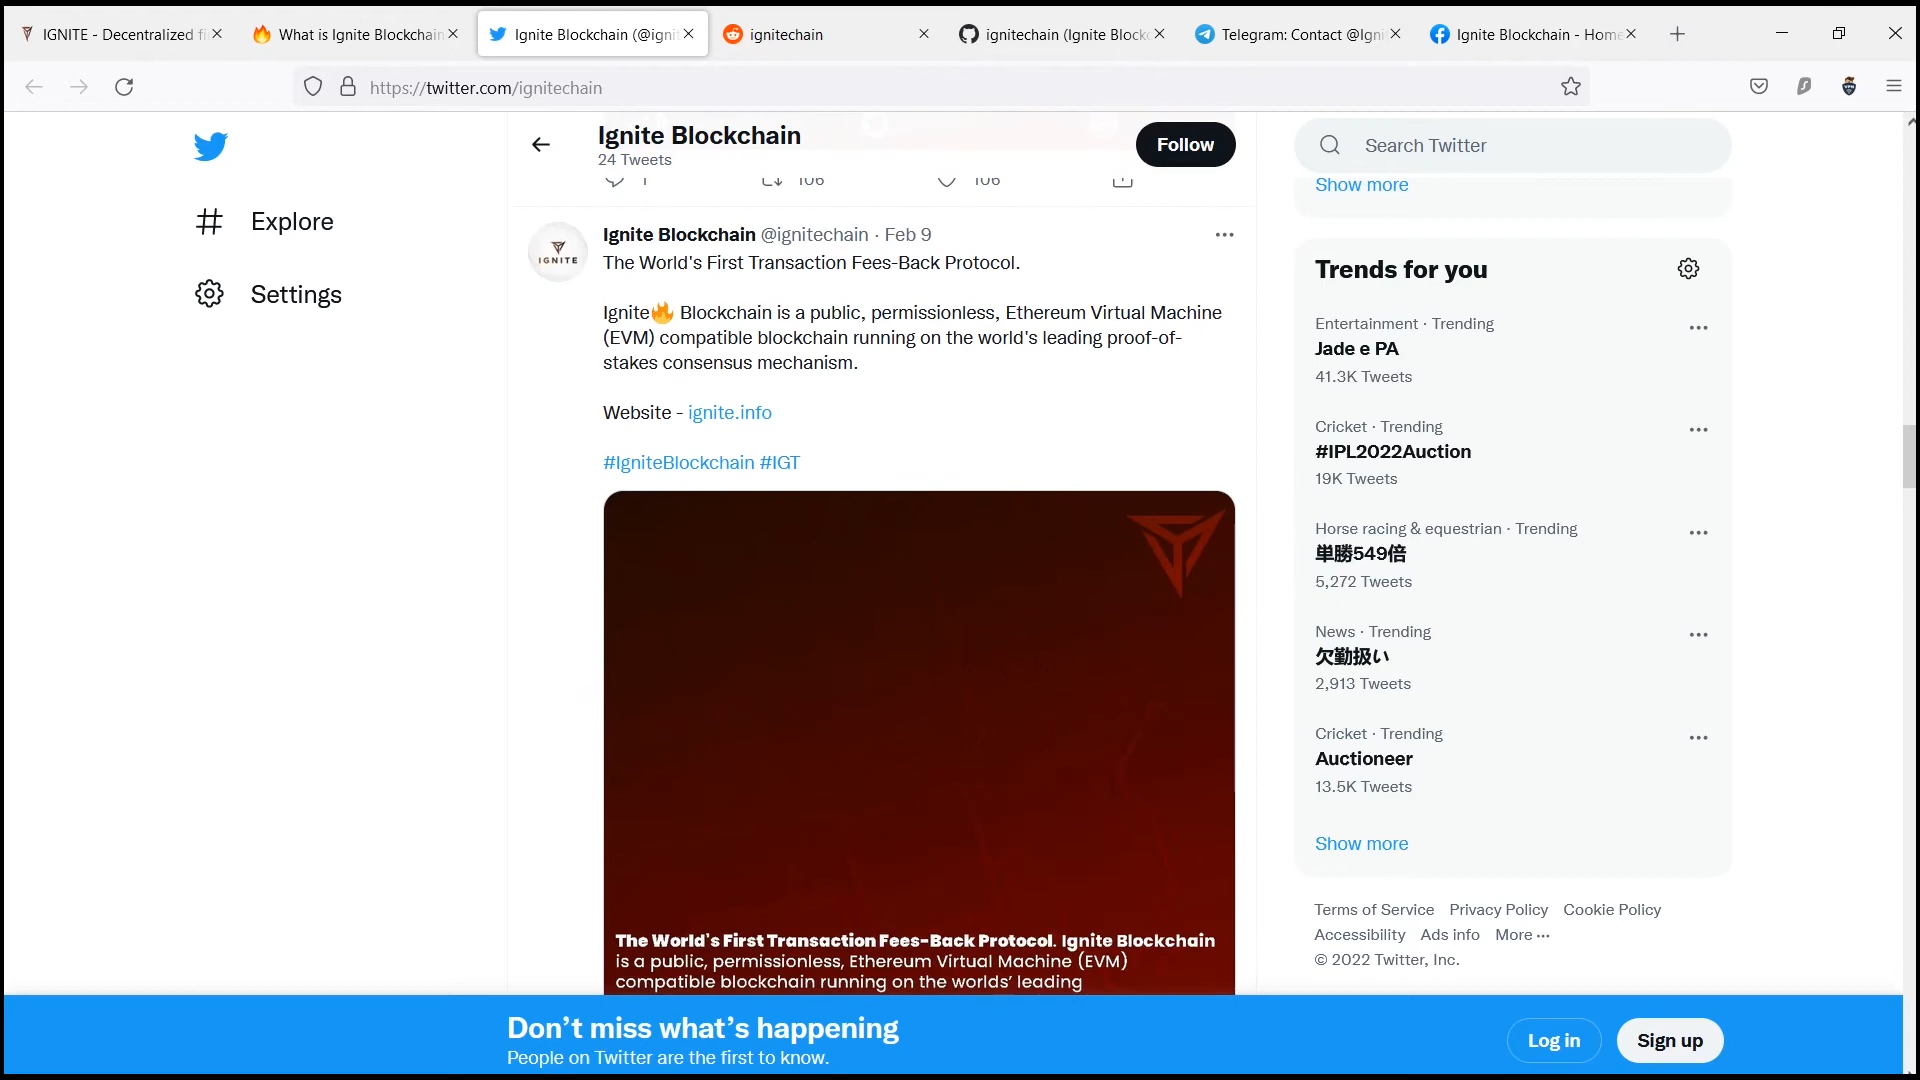 IGNITE - Decentralized fi
What is Ignite Blockchain
Ignite Blockchain (@ignit
ignitechain
ignitechain (Ignite Blockc
Telegram: Contact @Igni
Ignite Blockchain - Home
https://twitter.com/ignitechain
Ignite Blockchain
24 Tweets
Follow
Search Twitter
Explore
Settings
1
106
106
Show more
Ignite Blockchain @ignitechain · Feb 9
IGNITE
The World's First Transaction Fees-Back Protocol.
Ignite🔥 Blockchain is a public, permissionless, Ethereum Virtual Machine
(EVM) compatible blockchain running on the world's leading proof-of-
stakes consensus mechanism.
Website - ignite.info
#IgniteBlockchain #IGT
The World's First Transaction Fees-Back Protocol. Ignite Blockchain
is a public, permissionless, Ethereum Virtual Machine (EVM)
compatible blockchain running on the worlds' leading
Trends for you
Entertainment · Trending
Jade e PA
41.3K Tweets
Cricket · Trending
#IPL2022Auction
19K Tweets
Horse racing & equestrian · Trending
単勝549倍
5,272 Tweets
News · Trending
欠勤扱い
2,913 Tweets
Cricket · Trending
Auctioneer
13.5K Tweets
Show more
Terms of Service Privacy Policy Cookie Policy
Accessibility Ads info More ···
© 2022 Twitter, Inc.
Don't miss what's happening
People on Twitter are the first to know.
Log in
Sign up